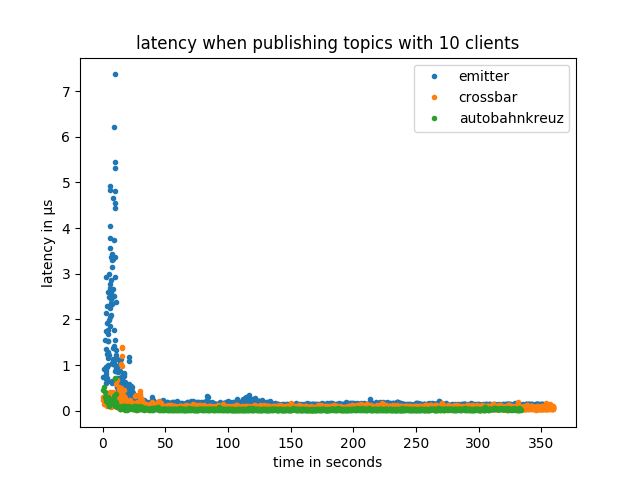 latency when publishing topics with 10 clients
emitter
crossbar
autobahnkreuz
latency in µs
7
6
5
4
3
2
1
0
0 50 100 150 200 250 300 350
time in seconds